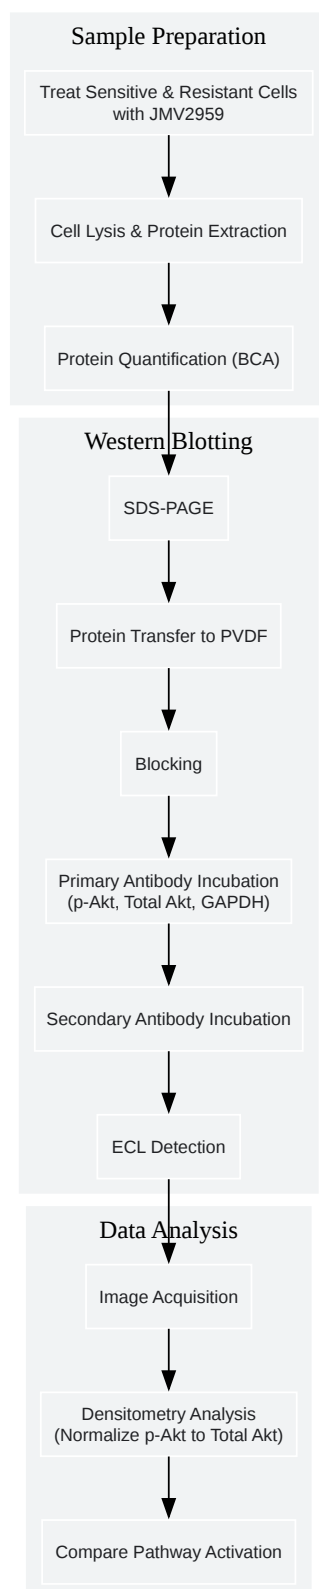 Sample Preparation
Treat Sensitive & Resistant Cells
with JMV2959
Cell Lysis & Protein Extraction
Protein Quantification (BCA)
Western Blotting
SDS-PAGE
Protein Transfer to PVDF
Blocking
Primary Antibody Incubation
(p-Akt, Total Akt, GAPDH)
Secondary Antibody Incubation
ECL Detection
Data Analysis
Image Acquisition
Densitometry Analysis
(Normalize p-Akt to Total Akt)
Compare Pathway Activation